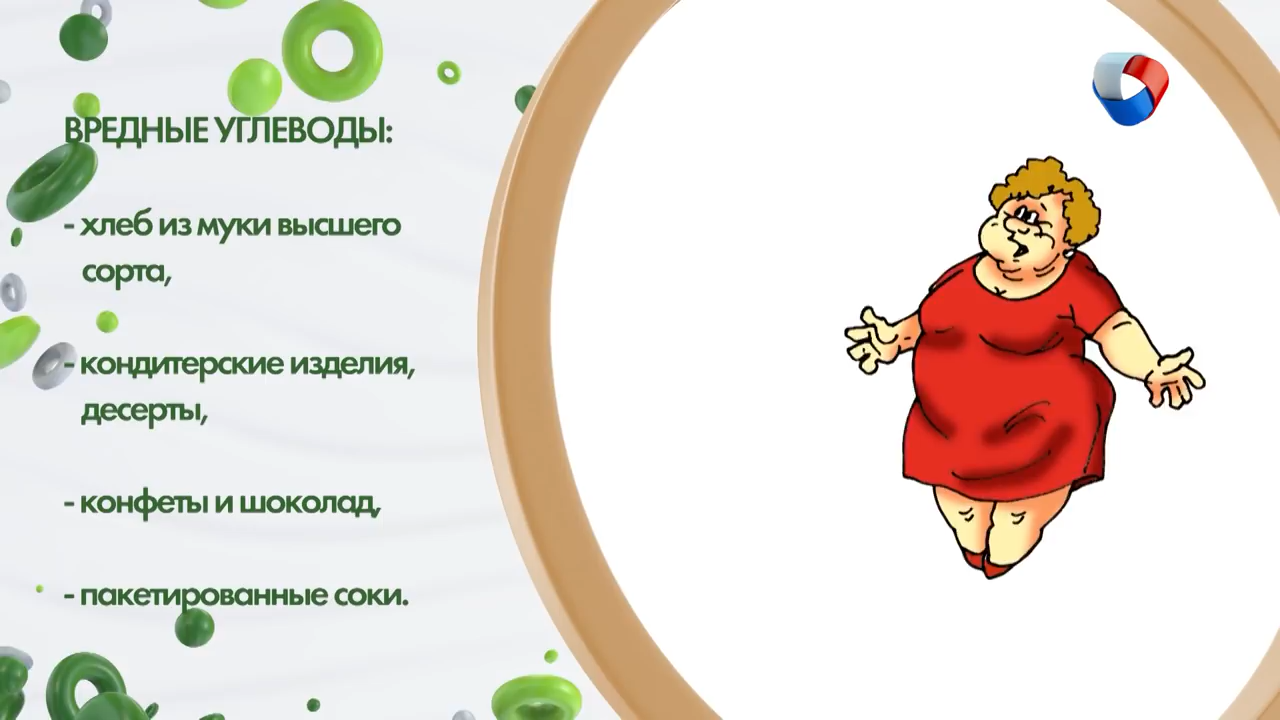 ВРЕДНЫЕ УГЛЕВОДЫ:
- хлеб из муки высшего
сорта,
- кондитерские изделия,
десерты,
- конфеты и шоколад,
- пакетированные соки.